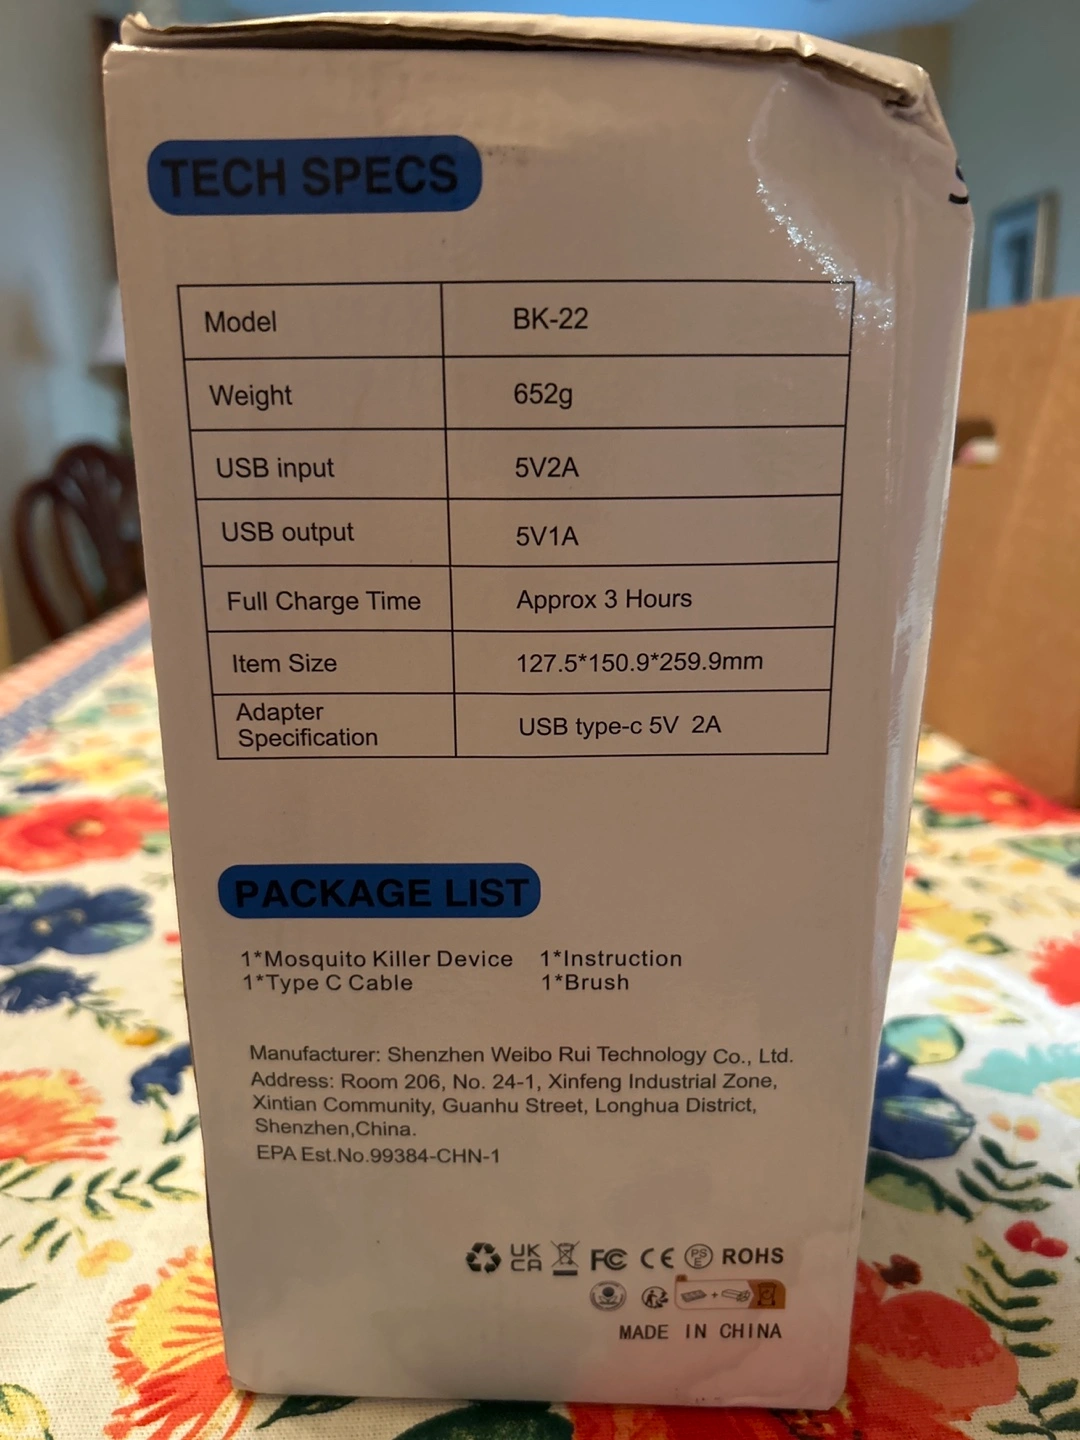 TECH SPECS
Model BK-22
Weight 652g
USB input 5V2A
USB output 5V1A
Full Charge Time Approx 3 Hours
Item Size 127.5*150.9*259.9mm
Adapter
Specification USB type-c 5V 2A
PACKAGE LIST
1*Mosquito Killer Device 1*Instruction
1*Type C Cable 1*Brush
Manufacturer: Shenzhen Weibo Rui Technology Co., Ltd.
Address: Room 206, No. 24-1, Xinfeng Industrial Zone,
Xintian Community, Guanhu Street, Longhua District,
Shenzhen,China.
EPA Est.No.99384-CHN-1
UK
CA FC CE PS
E ROHS
MADE IN CHINA